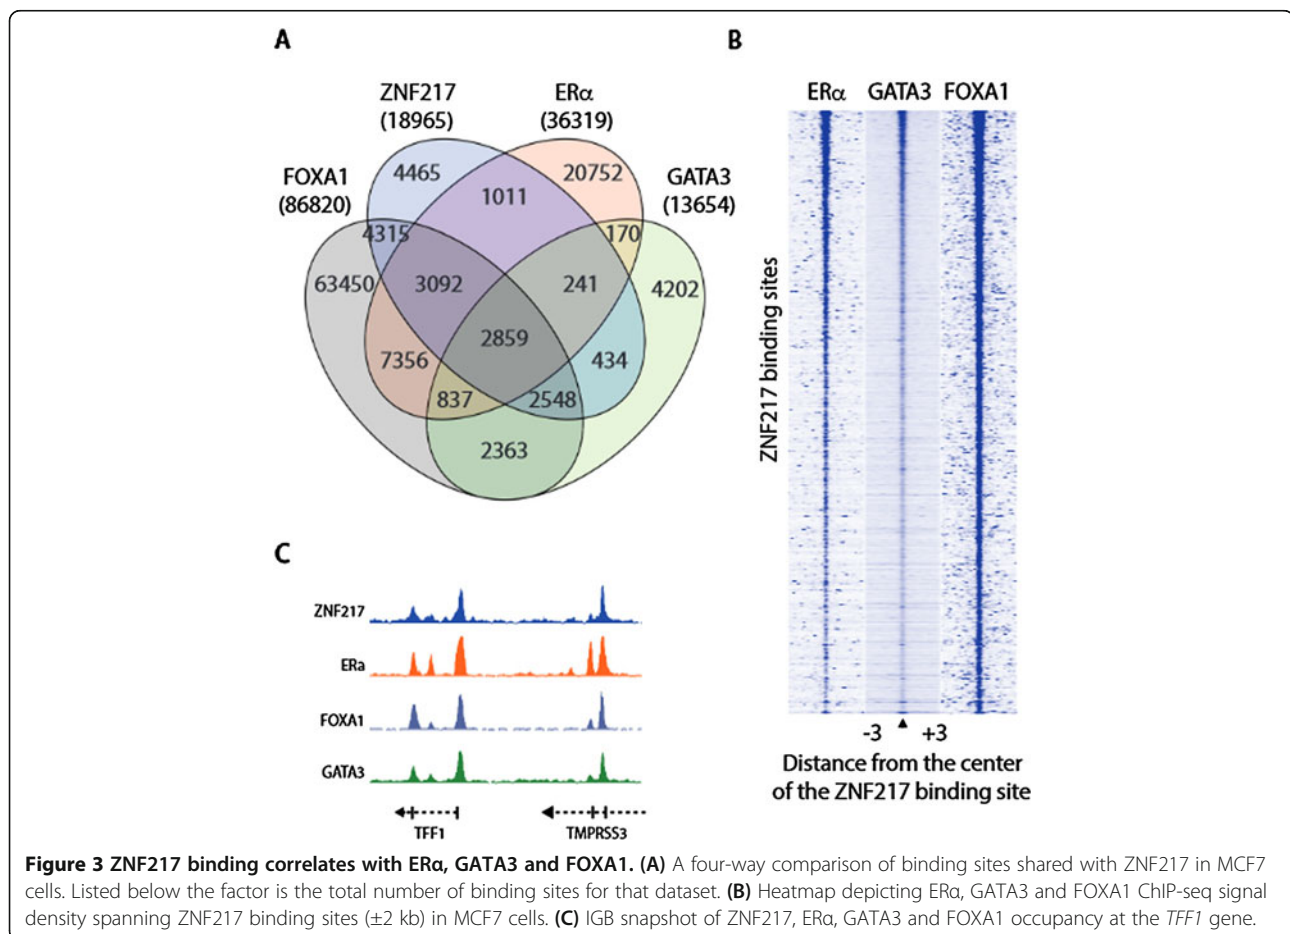 A
B
ZNF217
(18965)
ERα
(36319)
FOXA1
(86820)
GATA3
(13654)
4465
1011
20752
4315
170
63450
3092
241
4202
2859
7356
434
837
2548
2363
ERα GATA3 FOXA1
ZNF217 binding sites
-3 +3
Distance from the center
of the ZNF217 binding site
C
ZNF217
ERa
FOXA1
GATA3
TFF1
TMPRSS3
Figure 3 ZNF217 binding correlates with ERα, GATA3 and FOXA1. (A) A four-way comparison of binding sites shared with ZNF217 in MCF7
cells. Listed below the factor is the total number of binding sites for that dataset. (B) Heatmap depicting ERα, GATA3 and FOXA1 ChIP-seq signal
density spanning ZNF217 binding sites (±2 kb) in MCF7 cells. (C) IGB snapshot of ZNF217, ERα, GATA3 and FOXA1 occupancy at the TFF1 gene.